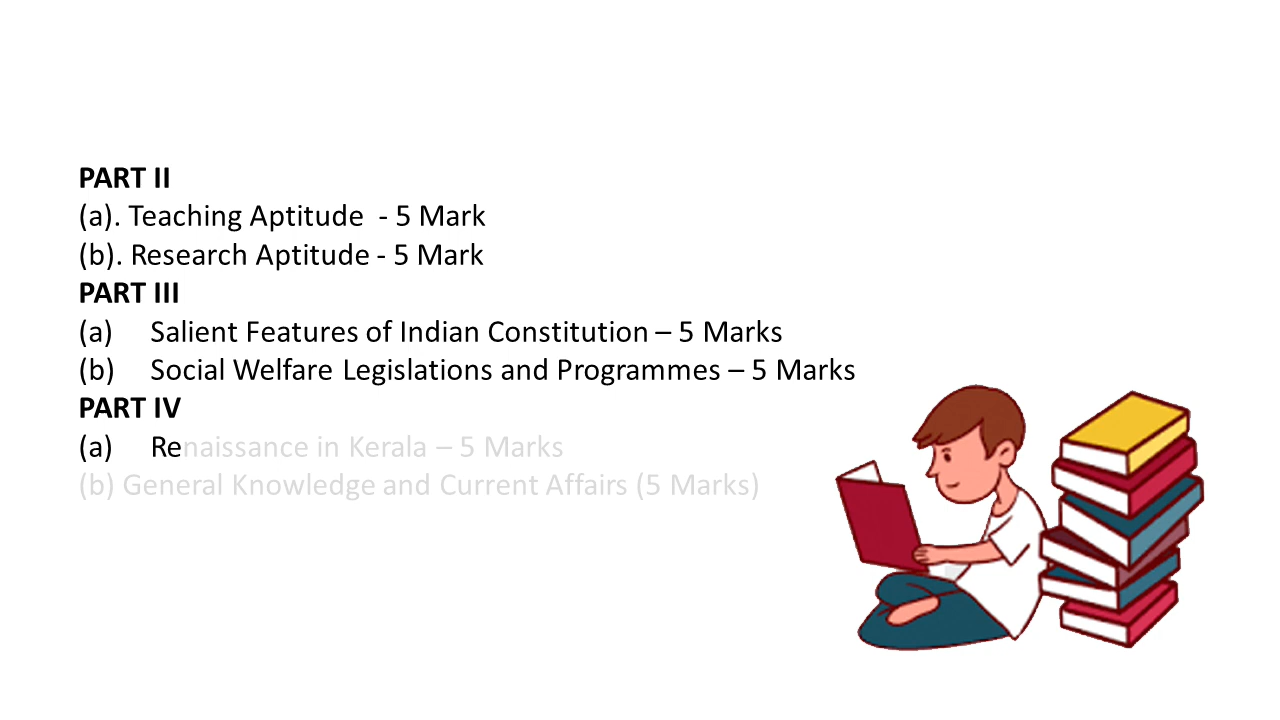 PART II
(a). Teaching Aptitude - 5 Mark
(b). Research Aptitude - 5 Mark
PART III
(a) Salient Features of Indian Constitution – 5 Marks
(b) Social Welfare Legislations and Programmes – 5 Marks
PART IV
(a) Renaissance in Kerala – 5 Marks
(b) General Knowledge and Current Affairs (5 Marks)